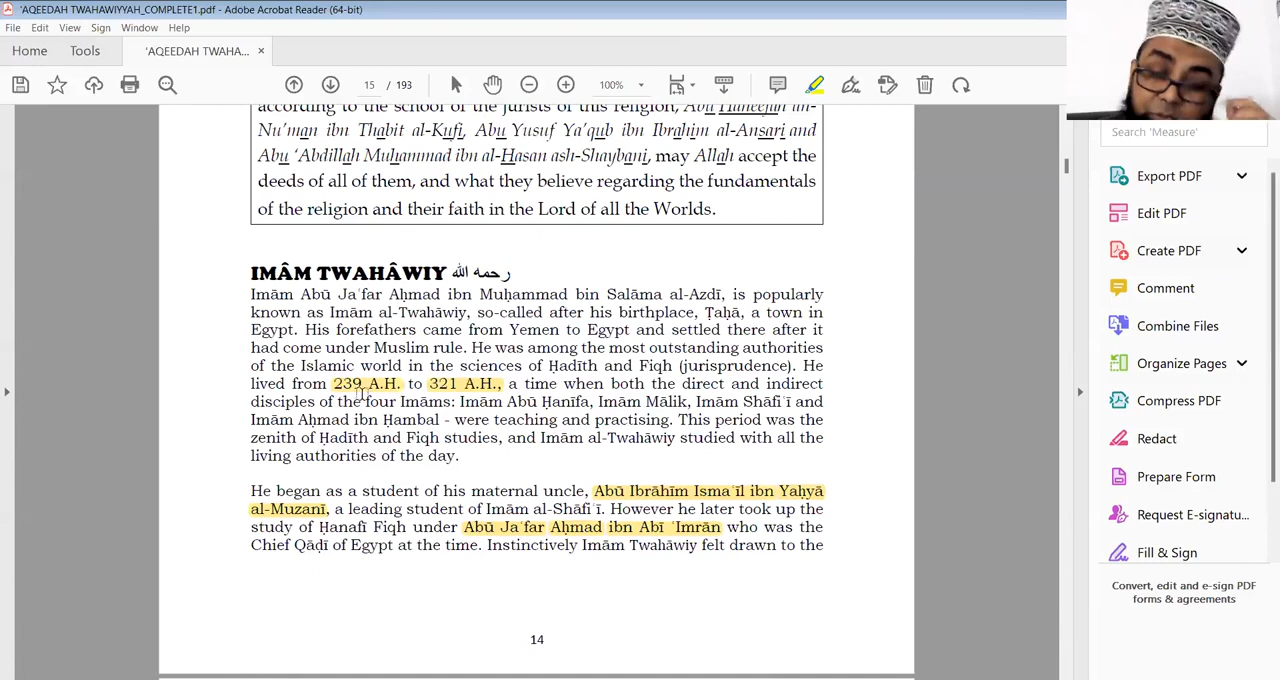 'AQEEDAH TWAHAWIYYAH_COMPLETE1.pdf - Adobe Acrobat Reader (64-bit)
File Edit View Sign Window Help
Home Tools 'AQEEDAH TWAHA... ×
15 / 193 100%
according to the school of the jurists of this religion, Abu Haneefah an-
Nu'man ibn Thabit al-Kufi, Abu Yusuf Ya'qub ibn Ibrahim al-Ansari and
Abu 'Abdillah Muhammad ibn al-Hasan ash-Shaybani, may Allah accept the
deeds of all of them, and what they believe regarding the fundamentals
of the religion and their faith in the Lord of all the Worlds.
IMÂM TWAHÂWIY رحمه الله
Imām Abū Jaʿfar Aḥmad ibn Muḥammad bin Salāma al-Azdī, is popularly
known as Imām al-Twahāwiy, so-called after his birthplace, Ṭaḥā, a town in
Egypt. His forefathers came from Yemen to Egypt and settled there after it
had come under Muslim rule. He was among the most outstanding authorities
of the Islamic world in the sciences of Ḥadīth and Fiqh (jurisprudence). He
lived from 239 A.H. to 321 A.H., a time when both the direct and indirect
disciples of the four Imāms: Imām Abū Ḥanīfa, Imām Mālik, Imām Shāfiʿī and
Imām Aḥmad ibn Ḥambal - were teaching and practising. This period was the
zenith of Ḥadīth and Fiqh studies, and Imām al-Twahāwiy studied with all the
living authorities of the day.
He began as a student of his maternal uncle, Abū Ibrāhīm Ismaʿīl ibn Yaḥyā
al-Muzanī, a leading student of Imām al-Shāfiʿī. However he later took up the
study of Ḥanafī Fiqh under Abū Jaʿfar Aḥmad ibn Abī ʿImrān who was the
Chief Qāḍī of Egypt at the time. Instinctively Imām Twahāwiy felt drawn to the
14
Search 'Measure'
Export PDF
Edit PDF
Create PDF
Comment
Combine Files
Organize Pages
Compress PDF
Redact
Prepare Form
Request E-signatu...
Fill & Sign
Convert, edit and e-sign PDF
forms & agreements